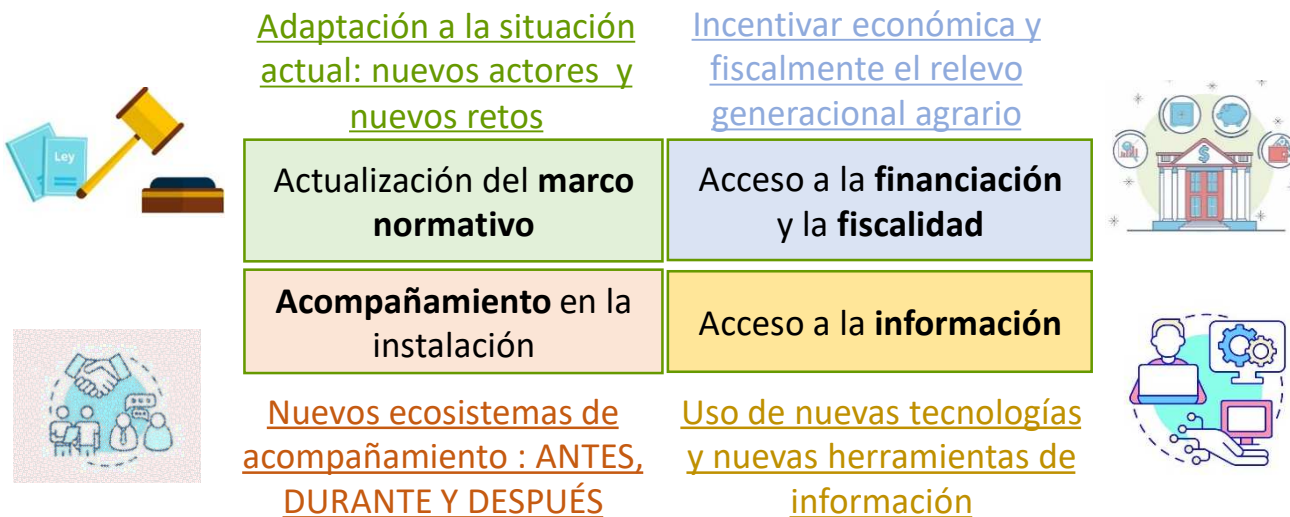 Adaptación a la situación
actual: nuevos actores y
nuevos retos
Incentivar económica y
fiscalmente el relevo
generacional agrario
Ley
Actualización del marco
normativo
Acceso a la financiación
y la fiscalidad
$
Acompañamiento en la
instalación
Acceso a la información
Nuevos ecosistemas de
acompañamiento : ANTES,
DURANTE Y DESPUÉS
Uso de nuevas tecnologías
y nuevas herramientas de
información